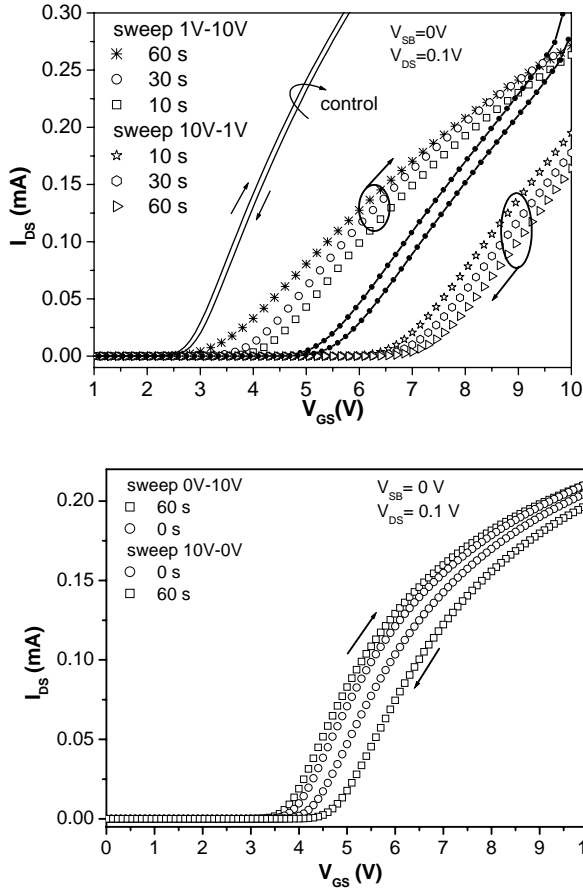 0.30
0.25
0.20
0.15
0.10
0.05
0.00
I_DS (mA)
sweep 1V-10V
60 s
30 s
10 s
sweep 10V-1V
10 s
30 s
60 s
control
V_SB=0V
V_DS=0.1V
1 2 3 4 5 6 7 8 9 10
V_GS(V)
0.20
0.15
0.10
0.05
0.00
I_DS (mA)
sweep 0V-10V
60 s
0 s
sweep 10V-0V
0 s
60 s
V_SB= 0 V
V_DS= 0.1 V
0 1 2 3 4 5 6 7 8 9 1
V_GS (V)